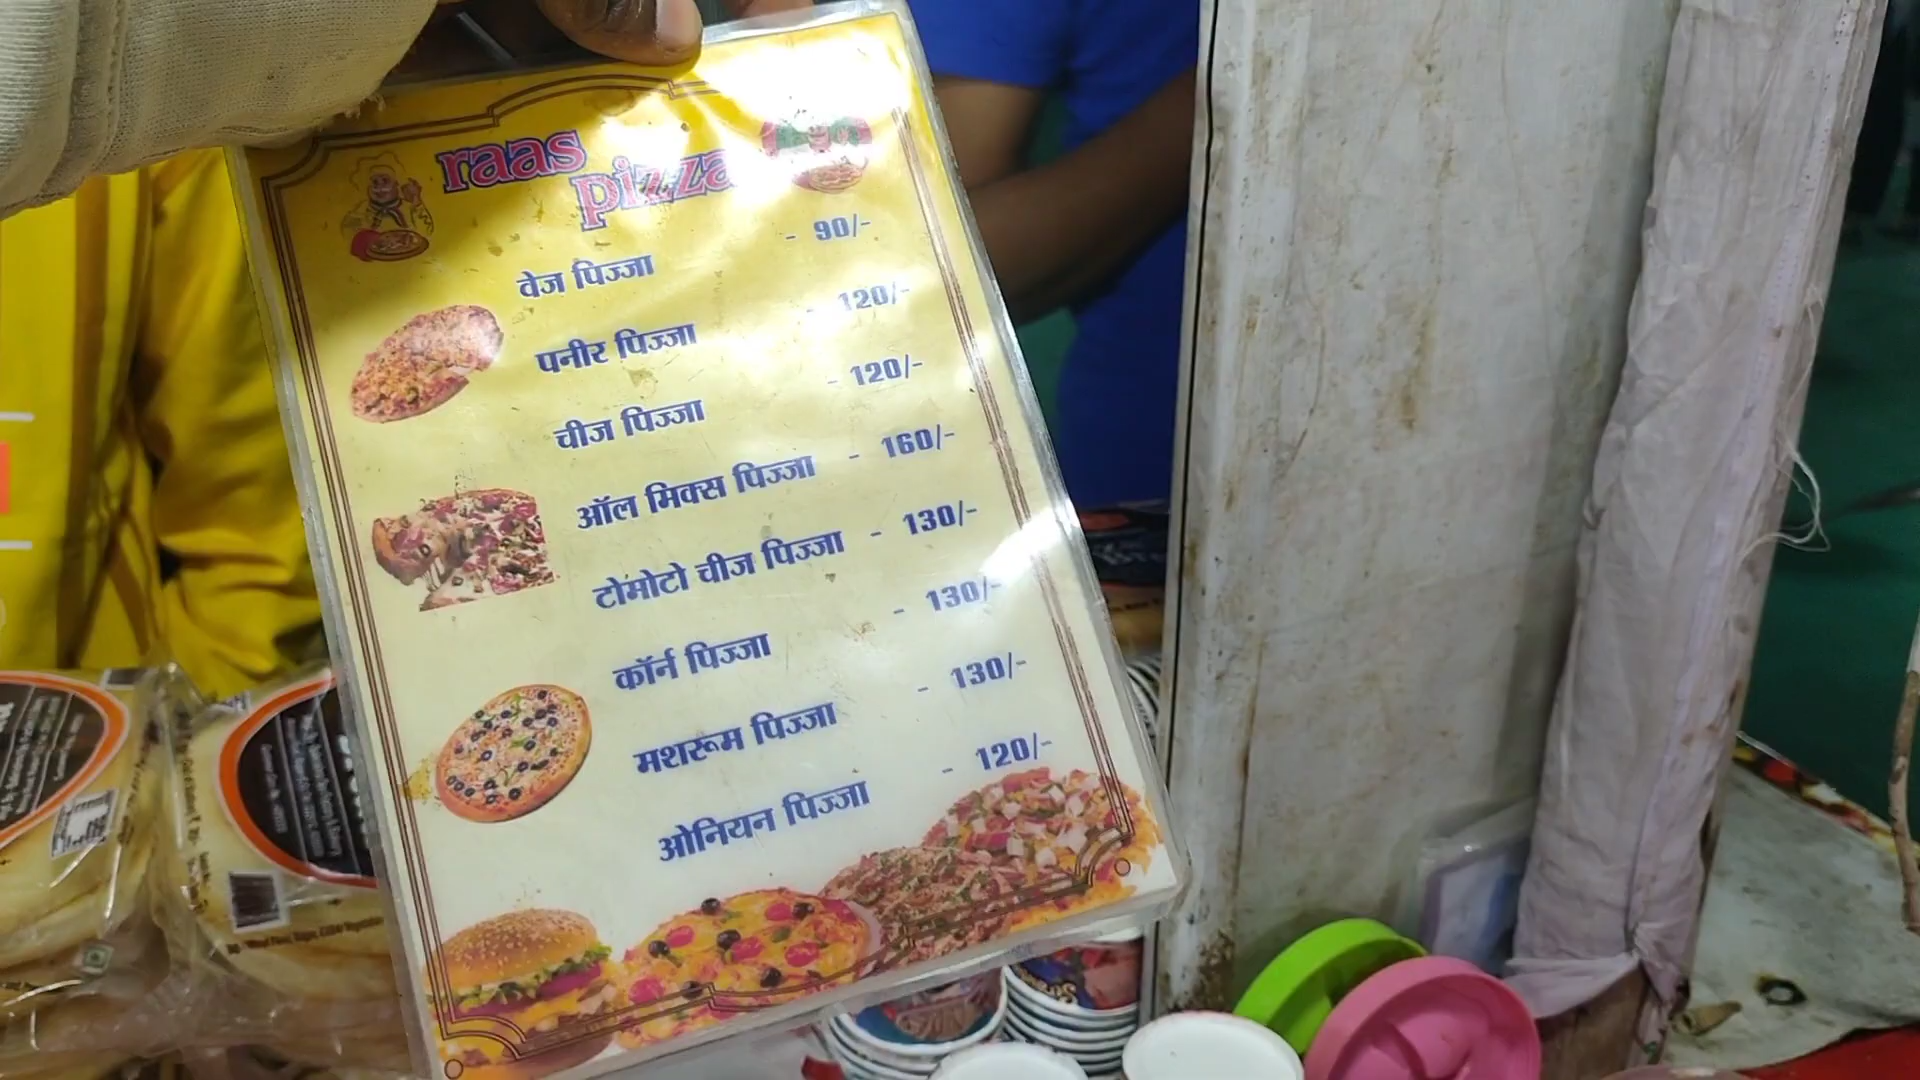 raas
pizza
वेज पिज्जा - 90/-
पनीर पिज्जा - 120/-
चीज पिज्जा - 120/-
ऑल मिक्स पिज्जा - 160/-
टोमोटो चीज पिज्जा - 130/-
कॉर्न पिज्जा - 130/-
मशरूम पिज्जा - 130/-
ओनियन पिज्जा - 120/-